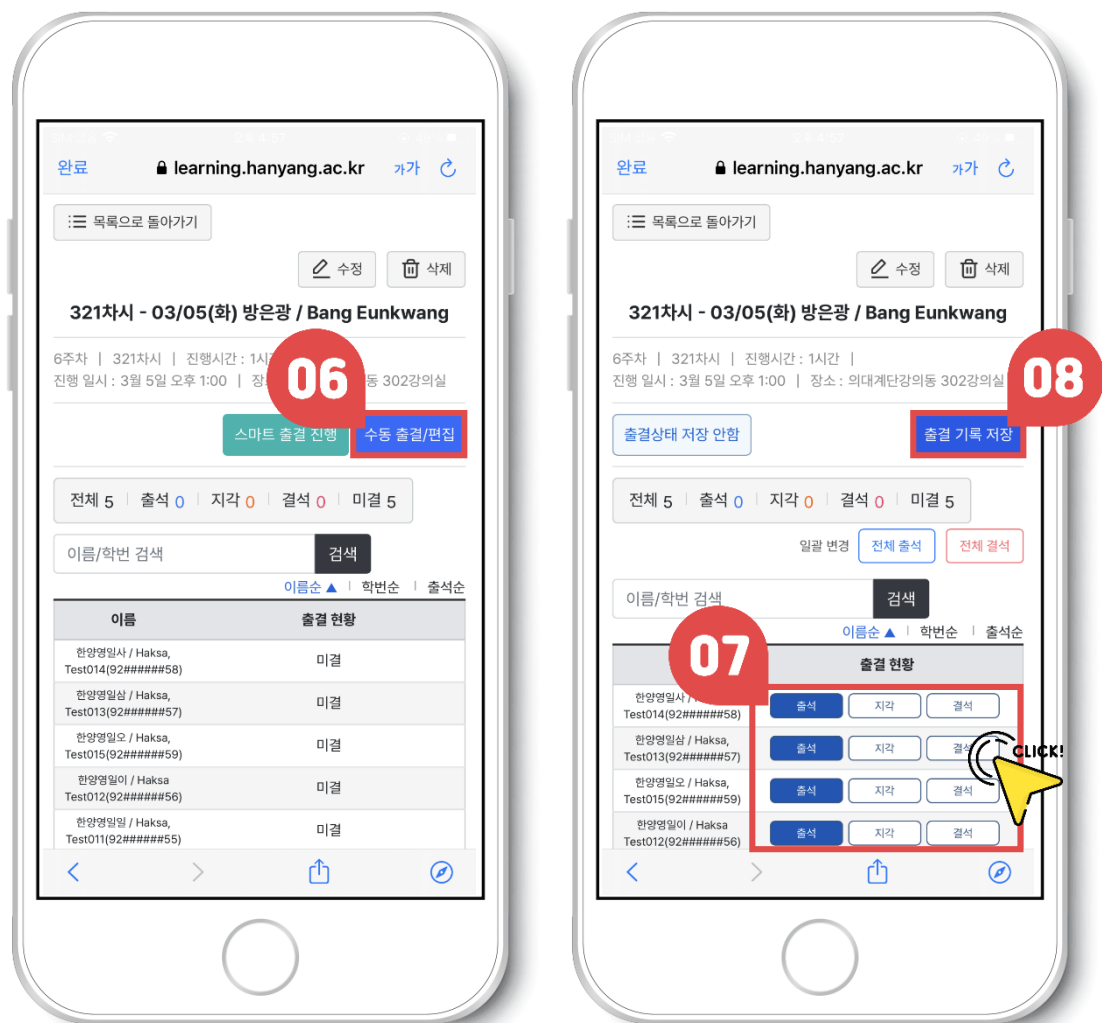 완료 learning.hanyang.ac.kr 가가
목록으로 돌아가기
수정 삭제
321차시 - 03/05(화) 방은광 / Bang Eunkwang
6주차 | 321차시 | 진행시간 : 1시
진행 일시 : 3월 5일 오후 1:00 | 장 동 302강의실
06
스마트 출결 진행 수동 출결/편집
전체 5 출석 0 지각 0 결석 0 미결 5
이름/학번 검색 검색
이름순 ▲ 학번순 출석순
이름 출결 현황
한양영일사 / Haksa, 미결
Test014(92######58)
한양영일삼 / Haksa, 미결
Test013(92######57)
한양영일오 / Haksa, 미결
Test015(92######59)
한양영일이 / Haksa 미결
Test012(92######56)
한양영일일 / Haksa, 미결
Test011(92######55)
완료 learning.hanyang.ac.kr 가가
목록으로 돌아가기
수정 삭제
321차시 - 03/05(화) 방은광 / Bang Eunkwang
6주차 | 321차시 | 진행시간 : 1시간 |
진행 일시 : 3월 5일 오후 1:00 | 장소 : 의대계단강의동 302강의실
08
출결상태 저장 안함 출결 기록 저장
전체 5 출석 0 지각 0 결석 0 미결 5
일괄 변경 전체 출석 전체 결석
이름/학번 검색 검색
이름순 ▲ 학번순 출석순
07
출결 현황
한양영일사 / 출석 지각 결석
Test014(92######58)
한양영일삼 / Haksa, 출석 지각 결석
Test013(92######57)
CLICK!
한양영일오 / Haksa, 출석 지각 결석
Test015(92######59)
한양영일이 / Haksa 출석 지각 결석
Test012(92######56)